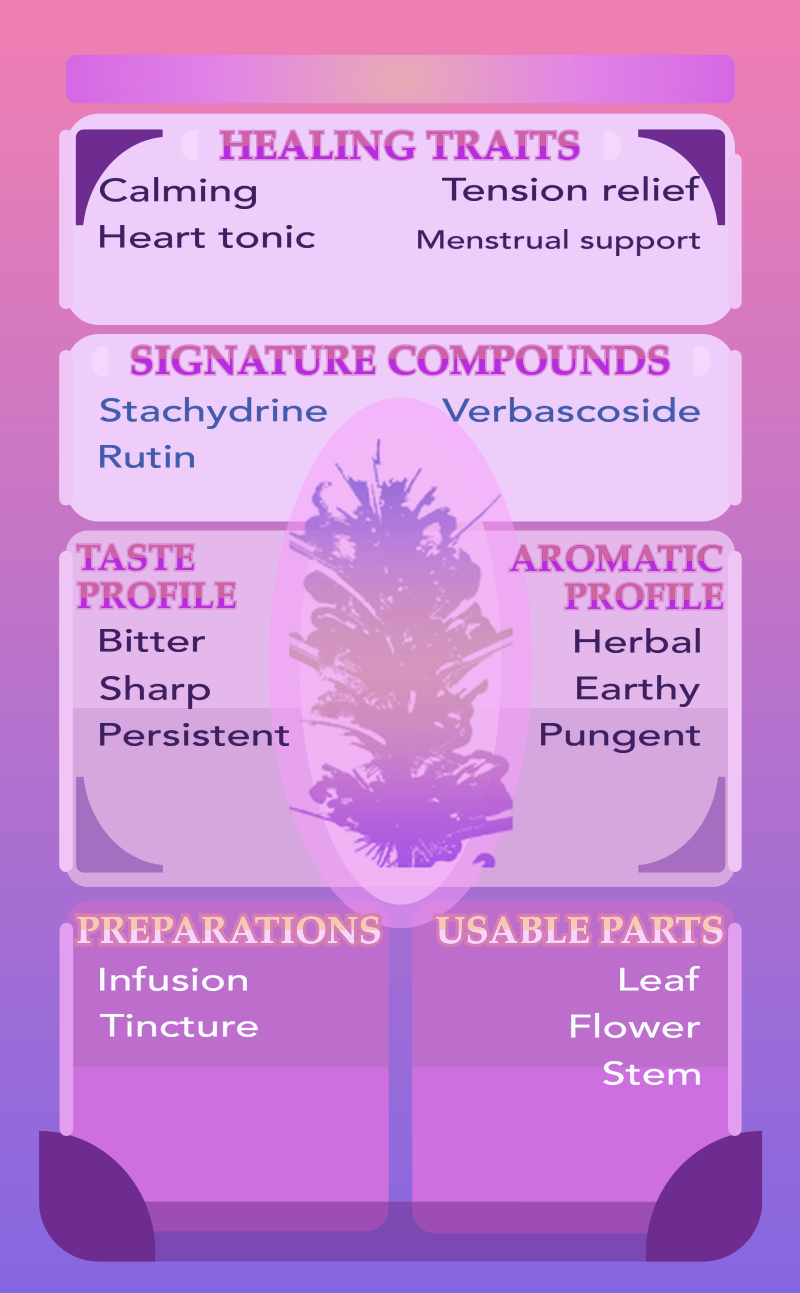 HEALING TRAITS
Calming
Tension relief
Heart tonic
Menstrual support
SIGNATURE COMPOUNDS
Stachydrine
Verbascoside
Rutin
TASTE
PROFILE
Bitter
Sharp
Persistent
AROMATIC
PROFILE
Herbal
Earthy
Pungent
PREPARATIONS
Infusion
Tincture
USABLE PARTS
Leaf
Flower
Stem